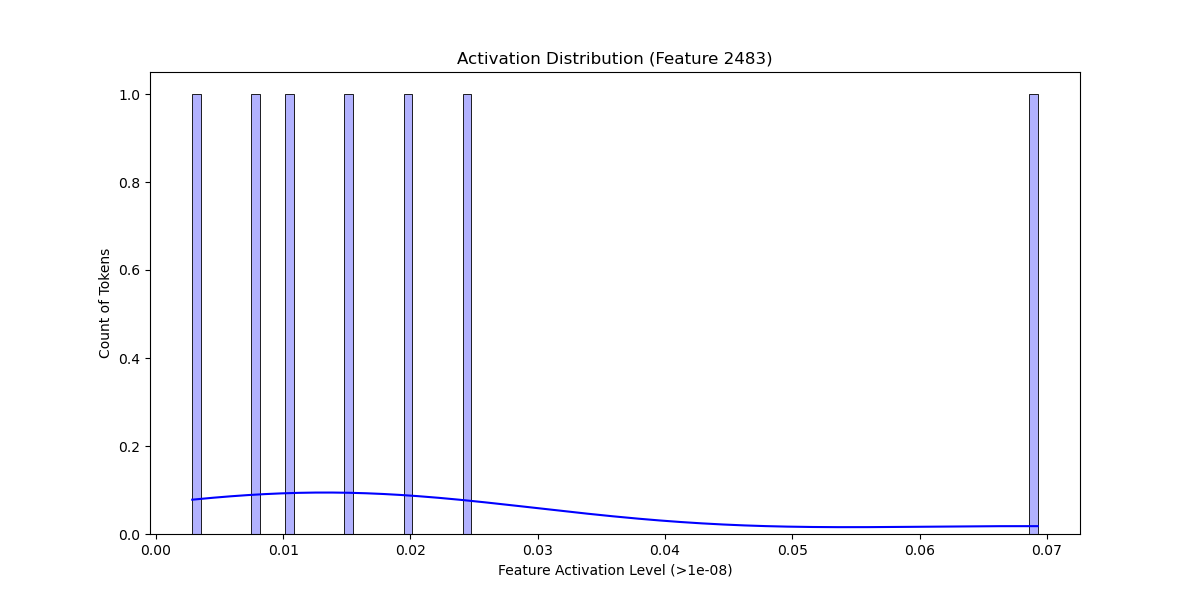 Activation Distribution (Feature 2483)
1.0
0.8
0.6
0.4
0.2
0.0
Count of Tokens
0.00 0.01 0.02 0.03 0.04 0.05 0.06 0.07
Feature Activation Level (>1e-08)